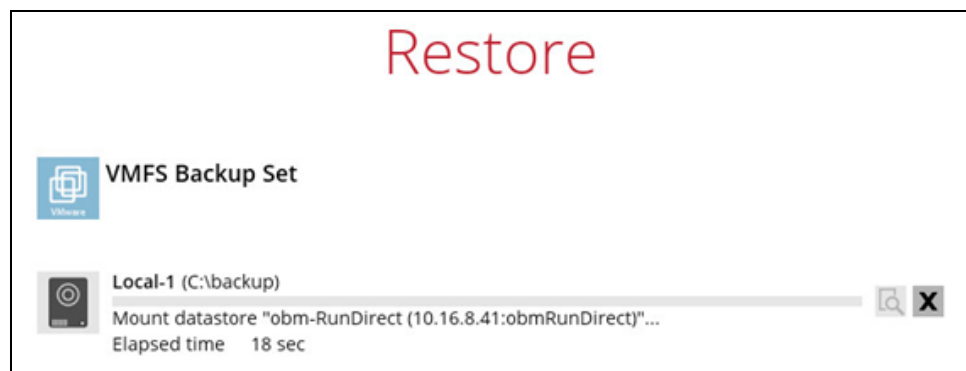 Restore
VMFS Backup Set
VMware
Local-1 (C:\backup)
Mount datastore "obm-RunDirect (10.16.8.41:obmRunDirect)"...
Elapsed time 18 sec